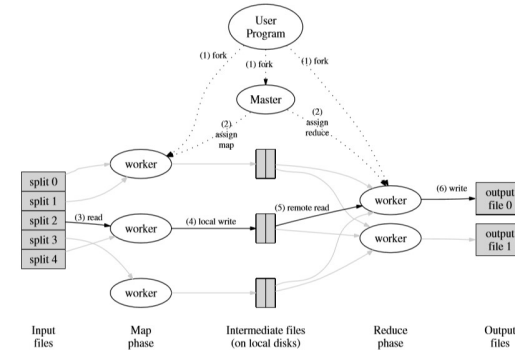 User
Program
(1) fork
(1) fork
(1) fork
Master
(2)
assign
map
(2)
assign
reduce
worker
split 0
split 1
split 2
split 3
split 4
(3) read
worker
(4) local write
(5) remote read
worker
(6) write
output
file 0
worker
output
file 1
worker
Input
files
Map
phase
Intermediate files
(on local disks)
Reduce
phase
Output
files